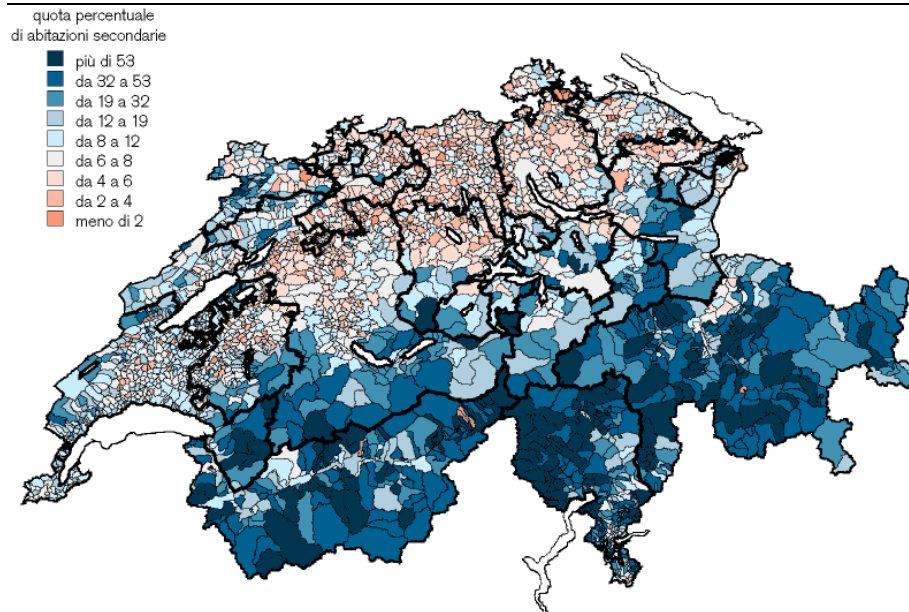 quota percentuale
di abitazioni secondarie
più di 53
da 32 a 53
da 19 a 32
da 12 a 19
da 8 a 12
da 6 a 8
da 4 a 6
da 2 a 4
meno di 2